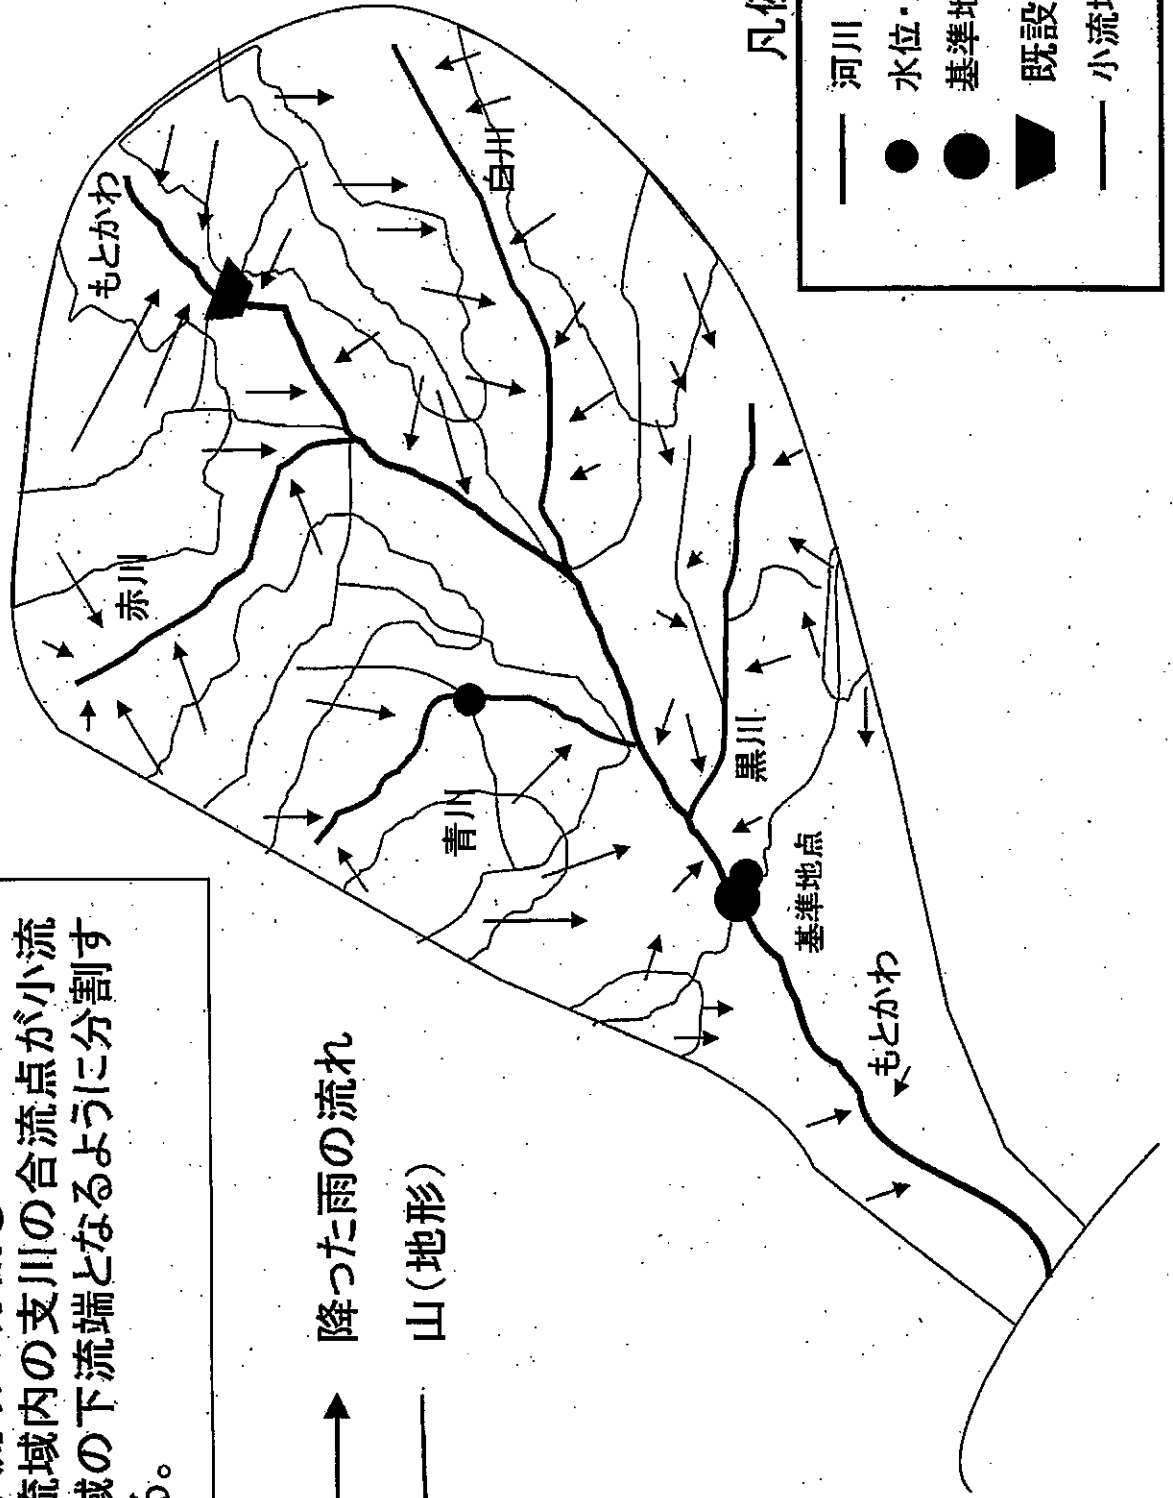 流域内の支川の合流点が小流
域の下流端となるように分割す
る。
降った雨の流れ
山（地形）
もとかわ
赤川
白川
青川
黒川
基準地点
もとかわ
凡例
河川
水位・
基準地
既設
小流域